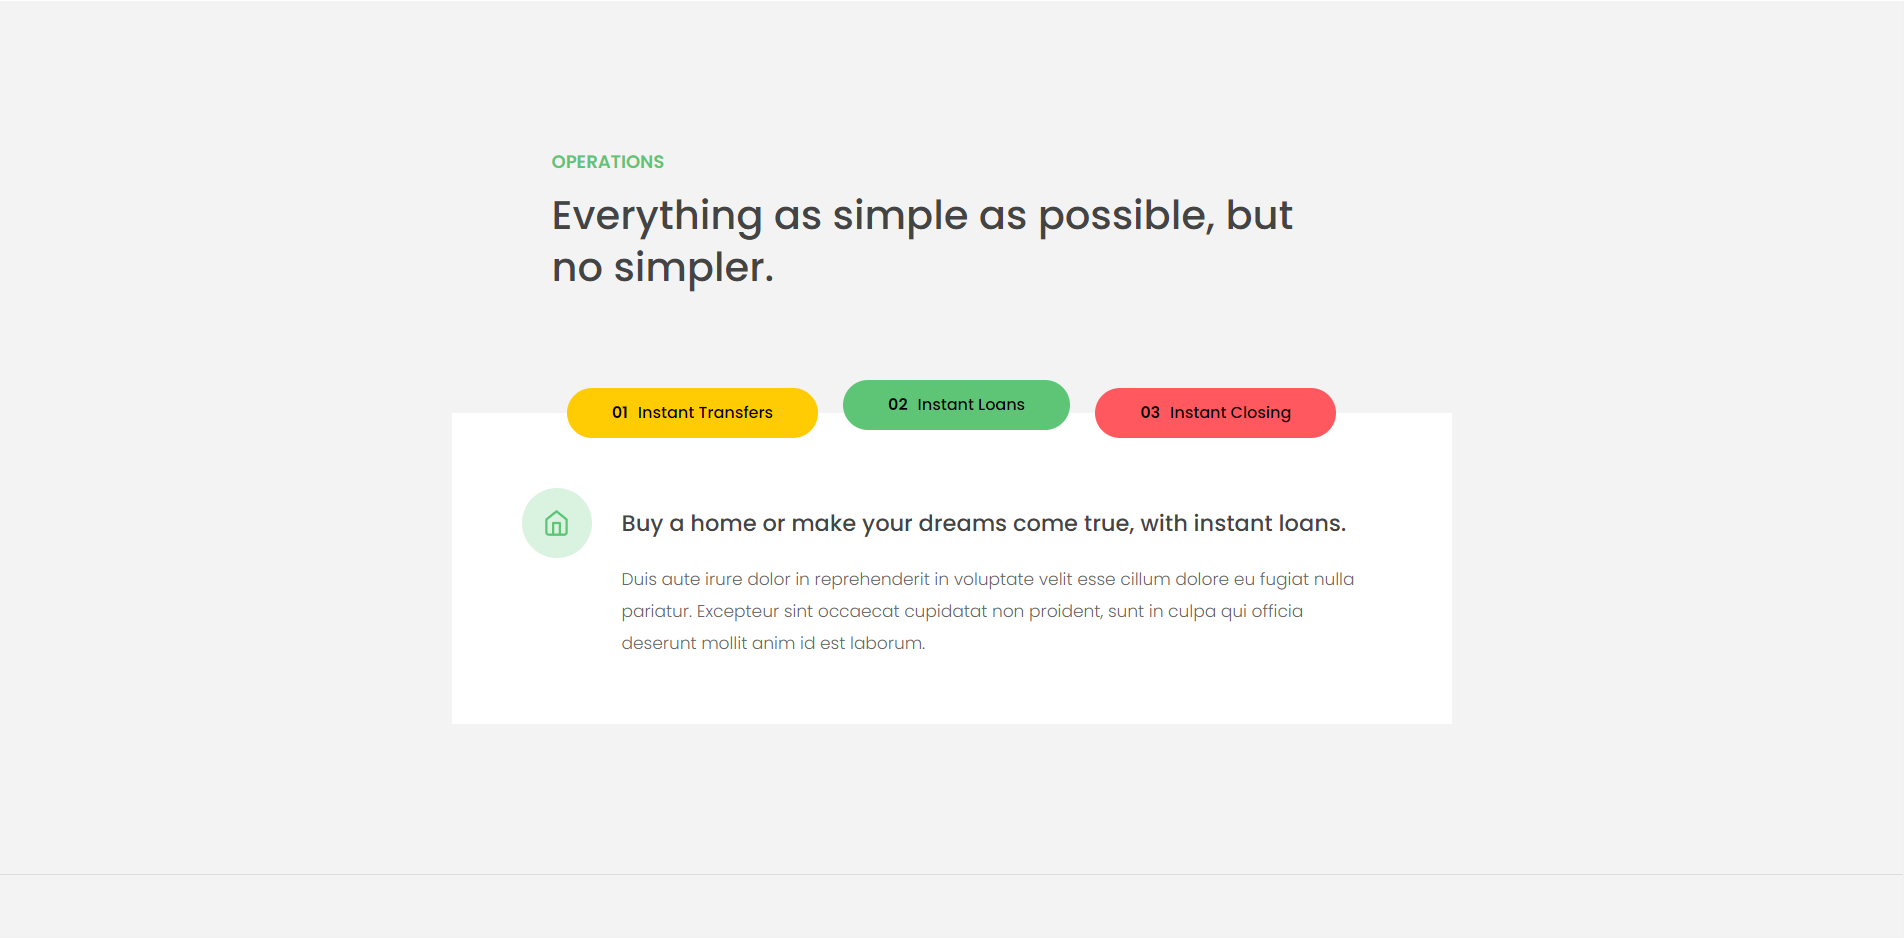 OPERATIONS
Everything as simple as possible, but
no simpler.
01 Instant Transfers
02 Instant Loans
03 Instant Closing
Buy a home or make your dreams come true, with instant loans.
Duis aute irure dolor in reprehenderit in voluptate velit esse cillum dolore eu fugiat nulla
pariatur. Excepteur sint occaecat cupidatat non proident, sunt in culpa qui officia
deserunt mollit anim id est laborum.